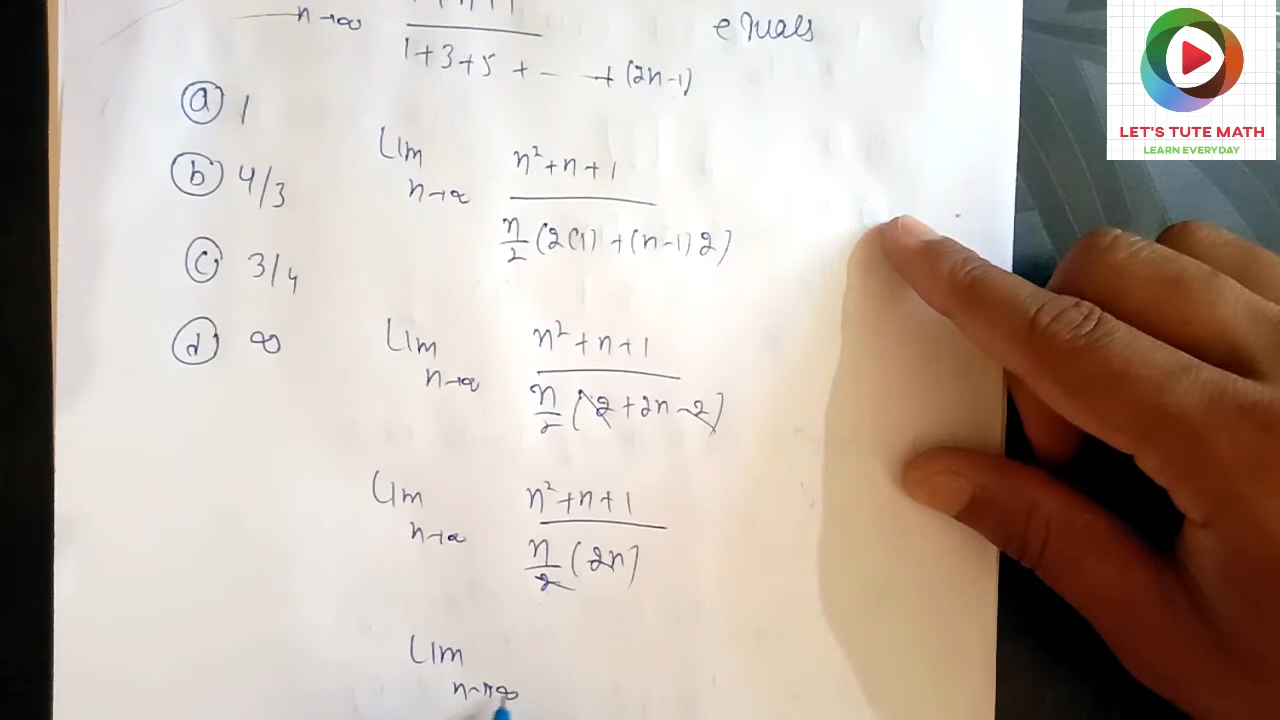 n→∞ equals
1+3+5+-- +(2n-1)
(a) 1
(b) 4/3
(c) 3/4
(d) ∞
Lim n→∞ n²+n+1
n/2 (2(1)+(n-1)2)
Lim n→∞ n²+n+1
n/2 (2+2n-2)
Lim n→∞ n²+n+1
n/2 (2n)
Lim n→∞
LET'S TUTE MATH
LEARN EVERYDAY